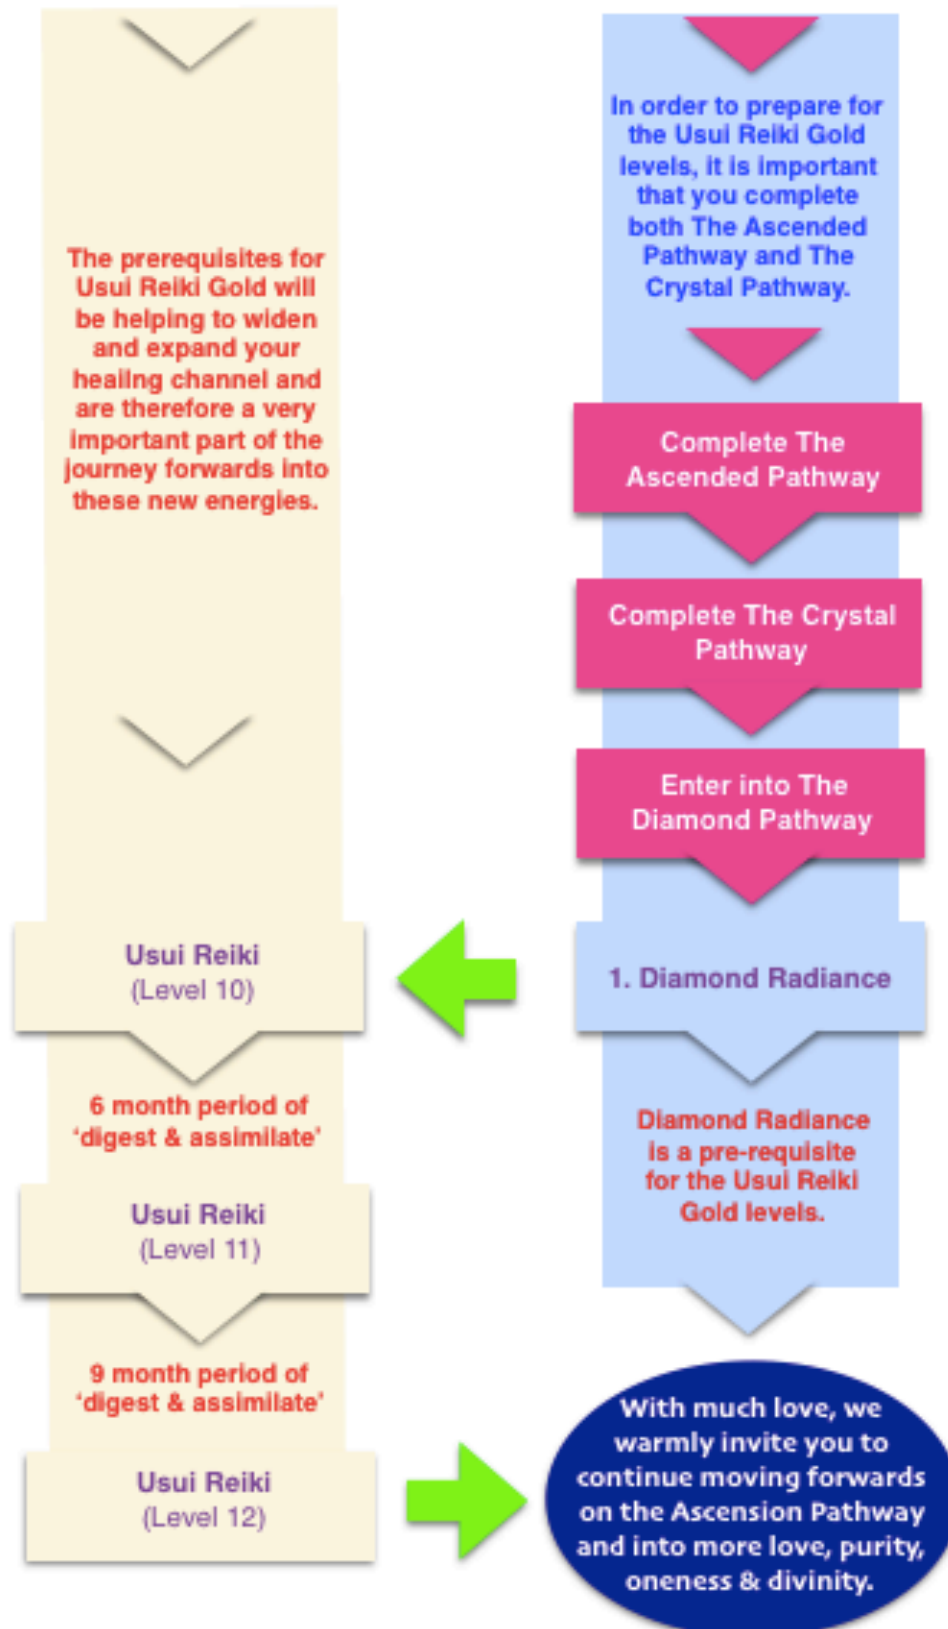 The prerequisites for
Usui Reiki Gold will
be helping to widen
and expand your
healing channel and
are therefore a very
important part of the
journey forwards into
these new energies.
Usui Reiki
(Level 10)
6 month period of
‘digest & assimilate’
Usui Reiki
(Level 11)
9 month period of
‘digest & assimilate’
Usui Reiki
(Level 12)
In order to prepare for
the Usui Reiki Gold
levels, it is important
that you complete
both The Ascended
Pathway and The
Crystal Pathway.
Complete The
Ascended Pathway
Complete The Crystal
Pathway
Enter into The
Diamond Pathway
1. Diamond Radiance
Diamond Radiance
is a pre-requisite
for the Usui Reiki
Gold levels.
With much love, we
warmly invite you to
continue moving forwards
on the Ascension Pathway
and into more love, purity,
oneness & divinity.